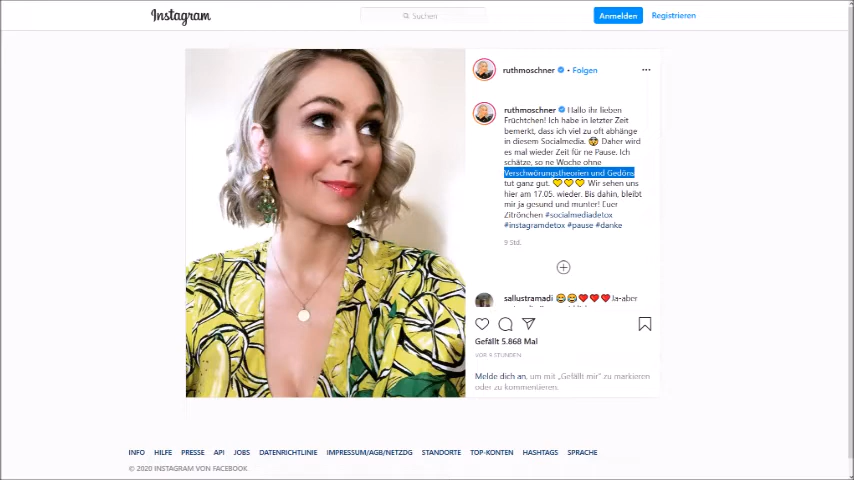 Instagram
Suchen
Anmelden
Registrieren
ruthmoschner • Folgen
ruthmoschner Hallo ihr lieben
Früchtchen! Ich habe in letzter Zeit
bemerkt, dass ich viel zu oft abhänge
in diesem Socialmedia. Daher wird
es mal wieder Zeit für ne Pause. Ich
schätze, so ne Woche ohne
Verschwörungstheorien und Gedöns
tut ganz gut. 💛💛💛 Wir sehen uns
hier am 17.05. wieder. Bis dahin, bleibt
mir ja gesund und munter! Euer
Zitrönchen #socialmediadetox
#instagramdetox #pause #danke
9 Std.
sallustramadi 😂😂❤❤❤Ja-aber
Gefällt 5.868 Mal
VOR 9 STUNDEN
Melde dich an, um mit „Gefällt mir" zu markieren
oder zu kommentieren.
INFO HILFE PRESSE API JOBS DATENRICHTLINIE IMPRESSUM/AGB/NETZDG STANDORTE TOP-KONTEN HASHTAGS SPRACHE
© 2020 INSTAGRAM VON FACEBOOK